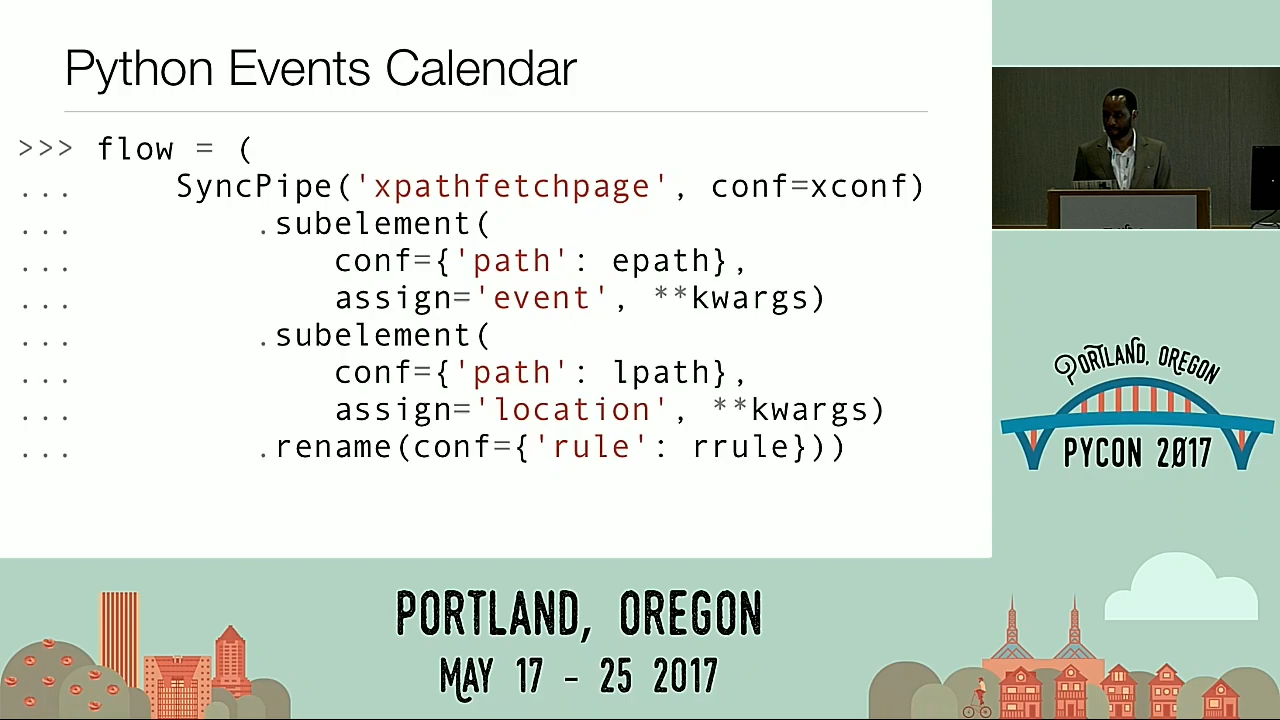 Python Events Calendar
>>> flow = (
...     SyncPipe('xpathfetchpage', conf=xconf)
...         .subelement(
...             conf={'path': epath},
...             assign='event', **kwargs)
...         .subelement(
...             conf={'path': lpath},
...             assign='location', **kwargs)
...         .rename(conf={'rule': rrule}))
PORTLAND, OREGON
PYCON 2017
PORTLAND, OREGON
MAY 17 - 25 2017